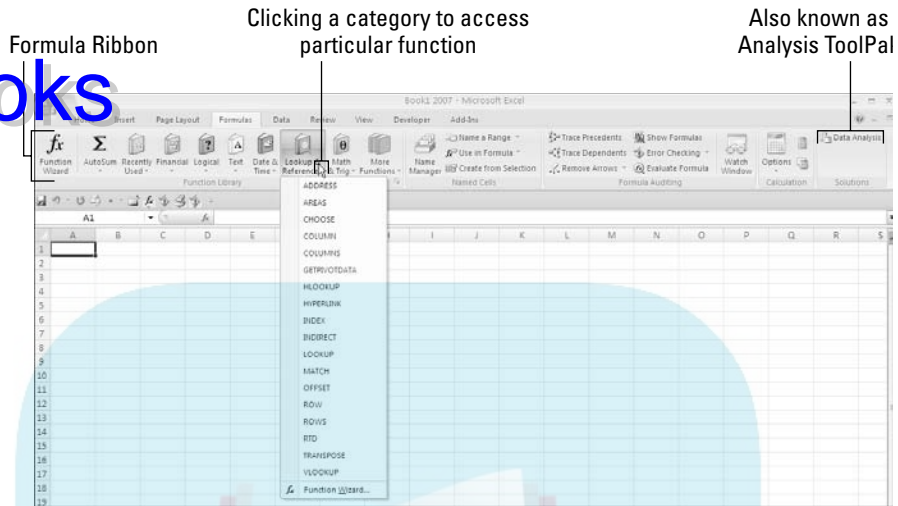 Clicking a category to access
particular function
Also known as
Analysis ToolPal
Formula Ribbon
oks
Book1 2007 - Microsoft Excel
Insert Page Layout Formulas Data Review View Developer Add-Ins
Function Wizard
AutoSum
Recently Used
Financial
Logical
Text
Date & Time
Lookup & Reference
Math & Trig
More Functions
Function Library
Name Manager
Name a Range
Use in Formula
Create from Selection
Named Cells
Trace Precedents
Trace Dependents
Remove Arrows
Show Formulas
Error Checking
Evaluate Formula
Watch Window
Formula Auditing
Options
Calculation
Data Analysis
Solutions
A1
fx
A B C D E I J K L M N O P Q R S
1
2
3
4
5
6
7
8
9
10
11
12
13
14
15
16
17
18
19
ADDRESS
AREAS
CHOOSE
COLUMN
COLUMNS
GETPIVOTDATA
HLOOKUP
HYPERLINK
INDEX
INDIRECT
LOOKUP
MATCH
OFFSET
ROW
ROWS
RTD
TRANSPOSE
VLOOKUP
fx Function Wizard...